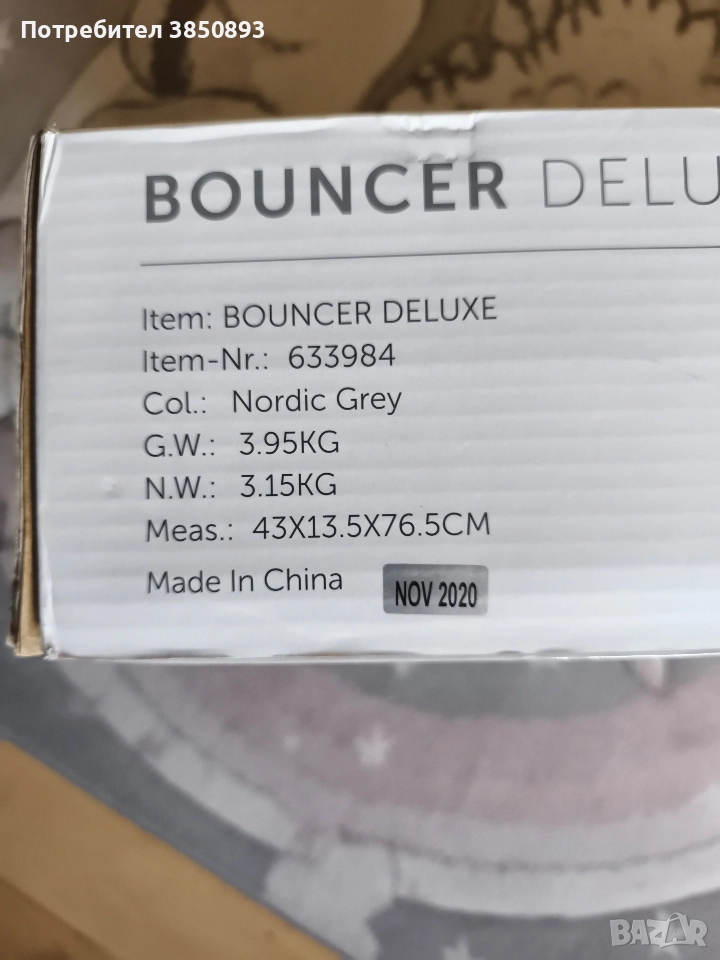 Потребител 3850893
BOUNCER DELU
Item: BOUNCER DELUXE
Item-Nr.: 633984
Col.: Nordic Grey
G.W.: 3.95KG
N.W.: 3.15KG
Meas.: 43X13.5X76.5CM
Made In China
NOV 2020
BAZAR